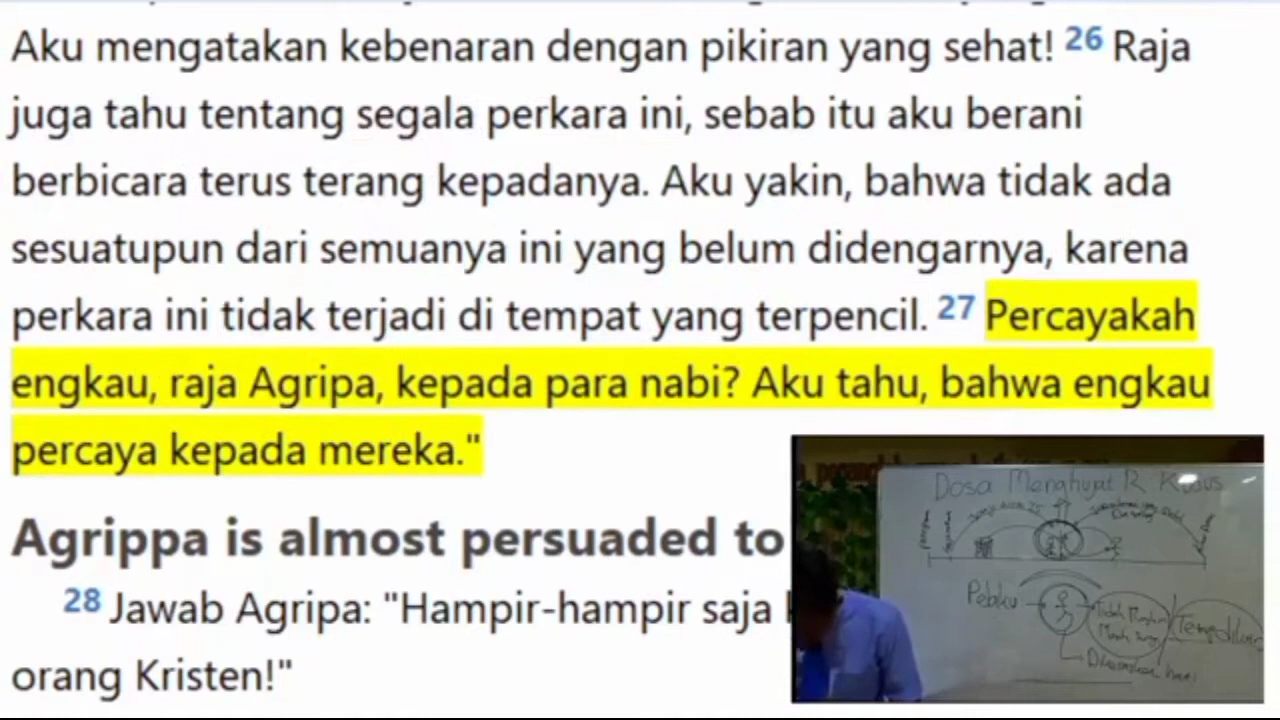 Aku mengatakan kebenaran dengan pikiran yang sehat! 26 Raja
juga tahu tentang segala perkara ini, sebab itu aku berani
berbicara terus terang kepadanya. Aku yakin, bahwa tidak ada
sesuatupun dari semuanya ini yang belum didengarnya, karena
perkara ini tidak terjadi di tempat yang terpencil. 27 Percayakah
engkau, raja Agripa, kepada para nabi? Aku tahu, bahwa engkau
percaya kepada mereka."
Agrippa is almost persuaded to
28 Jawab Agripa: "Hampir-hampir saja
orang Kristen!"
Dosa Menghujat R Kudus